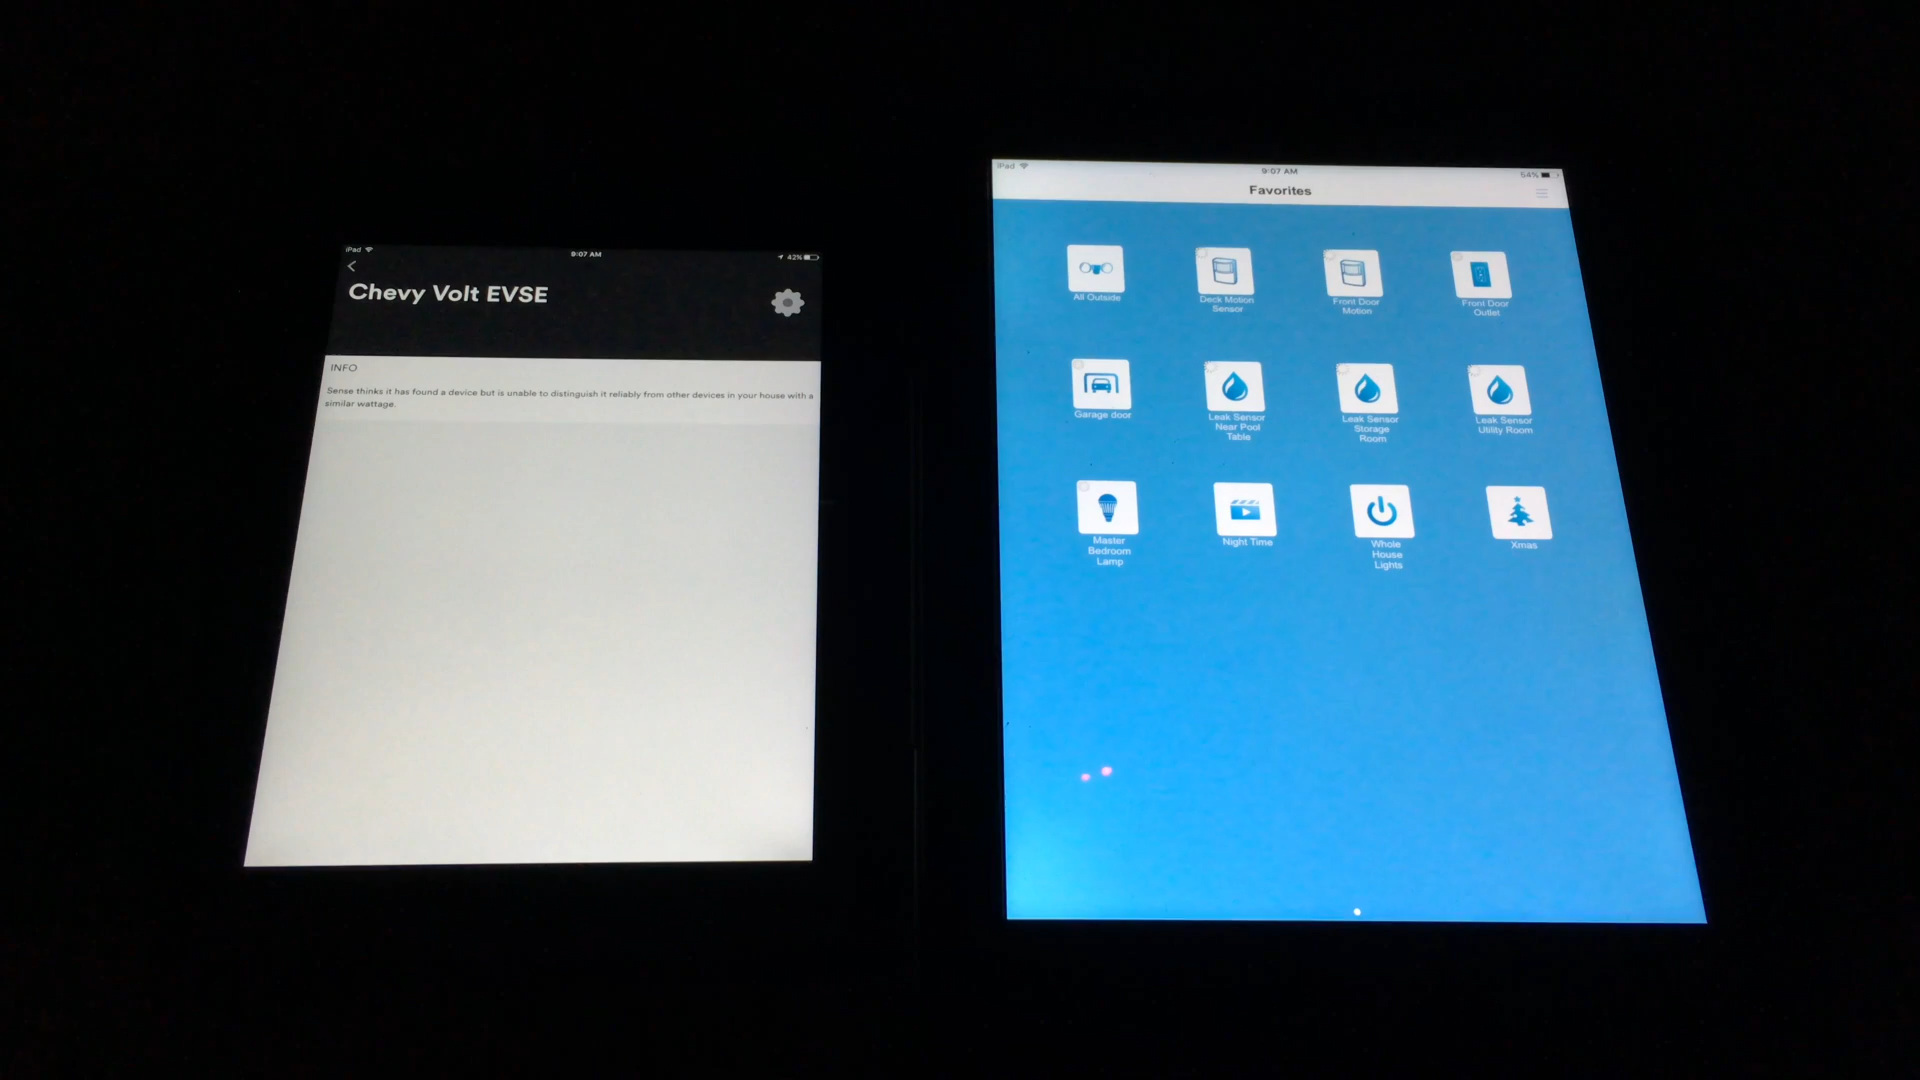 iPad
9:07 AM
42%
Chevy Volt EVSE
INFO
Sense thinks it has found a device but is unable to distinguish it reliably from other devices in your house with a
similar wattage.
iPad
9:07 AM
54%
Favorites
All Outside
Deck Motion
Sensor
Front Door
Motion
Front Door
Outlet
Garage door
Leak Sensor
Near Pool
Table
Leak Sensor
Storage
Room
Leak Sensor
Utility Room
Master
Bedroom
Lamp
Night Time
Whole
House
Lights
Xmas